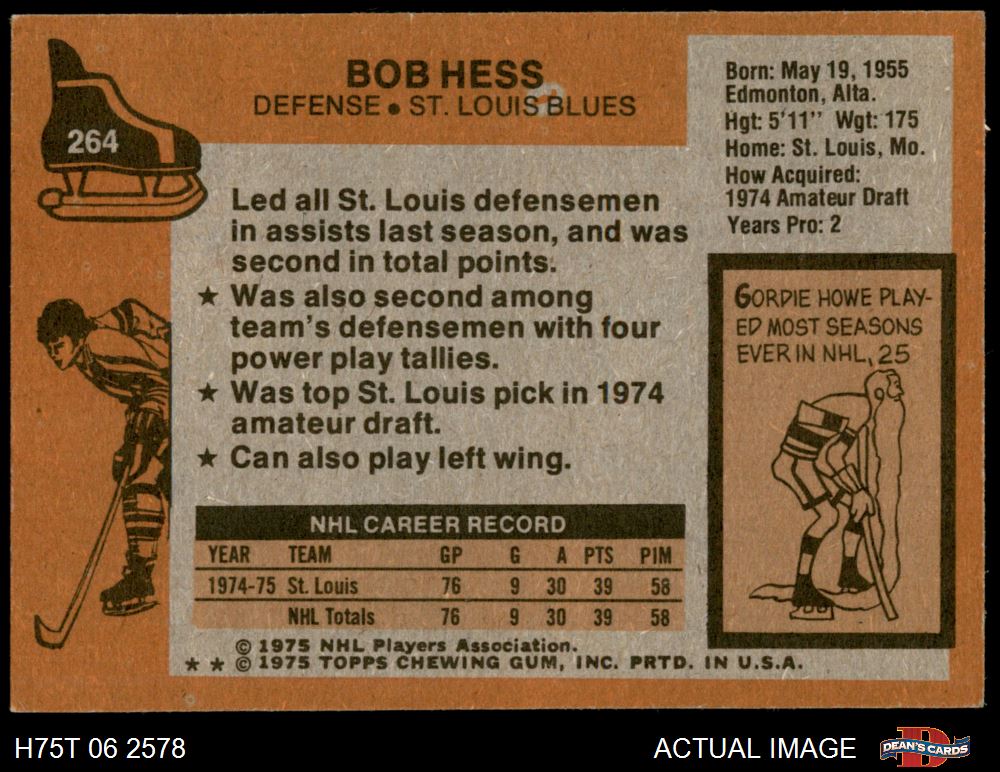 264
BOB HESS
DEFENSE • ST. LOUIS BLUES
Born: May 19, 1955
Edmonton, Alta.
Hgt: 5'11" Wgt: 175
Home: St. Louis, Mo.
How Acquired:
1974 Amateur Draft
Years Pro: 2
Led all St. Louis defensemen
in assists last season, and was
second in total points.
★ Was also second among
team's defensemen with four
power play tallies.
★ Was top St. Louis pick in 1974
amateur draft.
★ Can also play left wing.
GORDIE HOWE PLAY-
ED MOST SEASONS
EVER IN NHL, 25
NHL CAREER RECORD
YEAR TEAM GP G A PTS PIM
1974-75 St. Louis 76 9 30 39 58
NHL Totals 76 9 30 39 58
© 1975 NHL Players Association.
★ ★ © 1975 TOPPS CHEWING GUM, INC. PRTD. IN U.S.A.
H75T 06 2578
ACTUAL IMAGE
D
DEAN'S CARDS